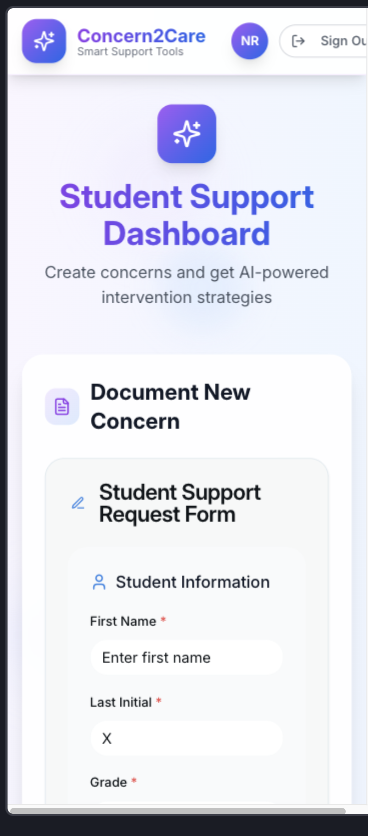 Concern2Care
Smart Support Tools
NR
Sign Ou
Student Support
Dashboard
Create concerns and get AI-powered
intervention strategies
Document New
Concern
Student Support
Request Form
Student Information
First Name *
Enter first name
Last Initial *
X
Grade *